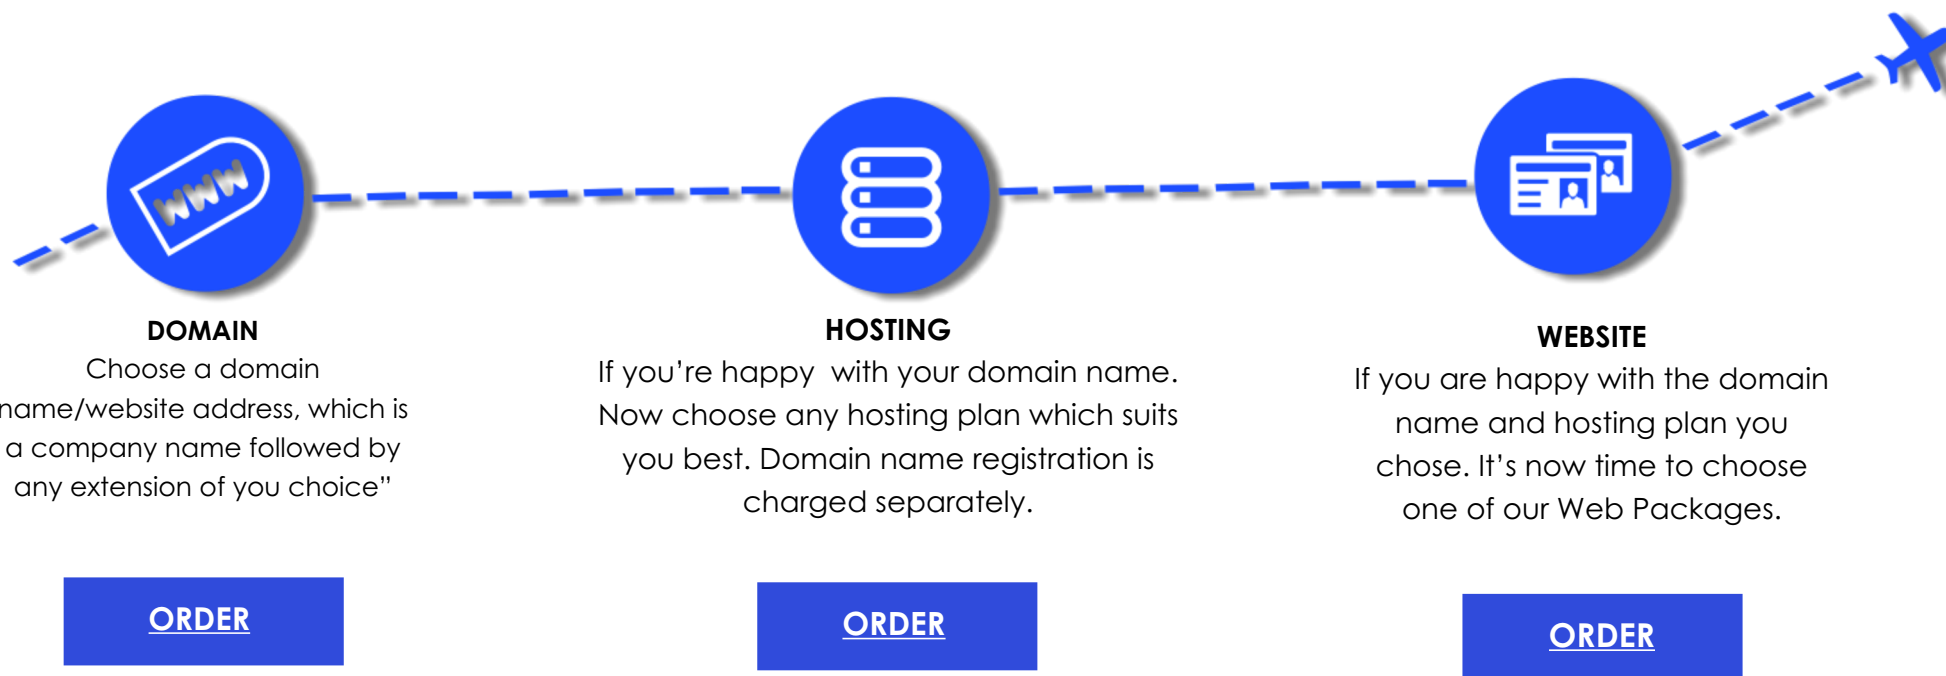 WWW
DOMAIN
Choose a domain
name/website address, which is
a company name followed by
any extension of you choice”
ORDER
HOSTING
If you’re happy  with your domain name.
Now choose any hosting plan which suits
you best. Domain name registration is
charged separately.
ORDER
WEBSITE
If you are happy with the domain
name and hosting plan you
chose. It’s now time to choose
one of our Web Packages.
ORDER